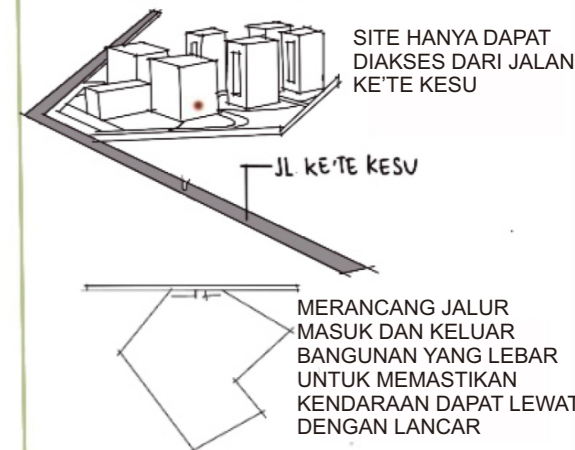 SITE HANYA DAPAT
DIAKSES DARI JALAN
KE'TE KESU
JL. KE'TE KESU
MERANCANG JALUR
MASUK DAN KELUAR
BANGUNAN YANG LEBAR
UNTUK MEMASTIKAN
KENDARAAN DAPAT LEWAT
DENGAN LANCAR